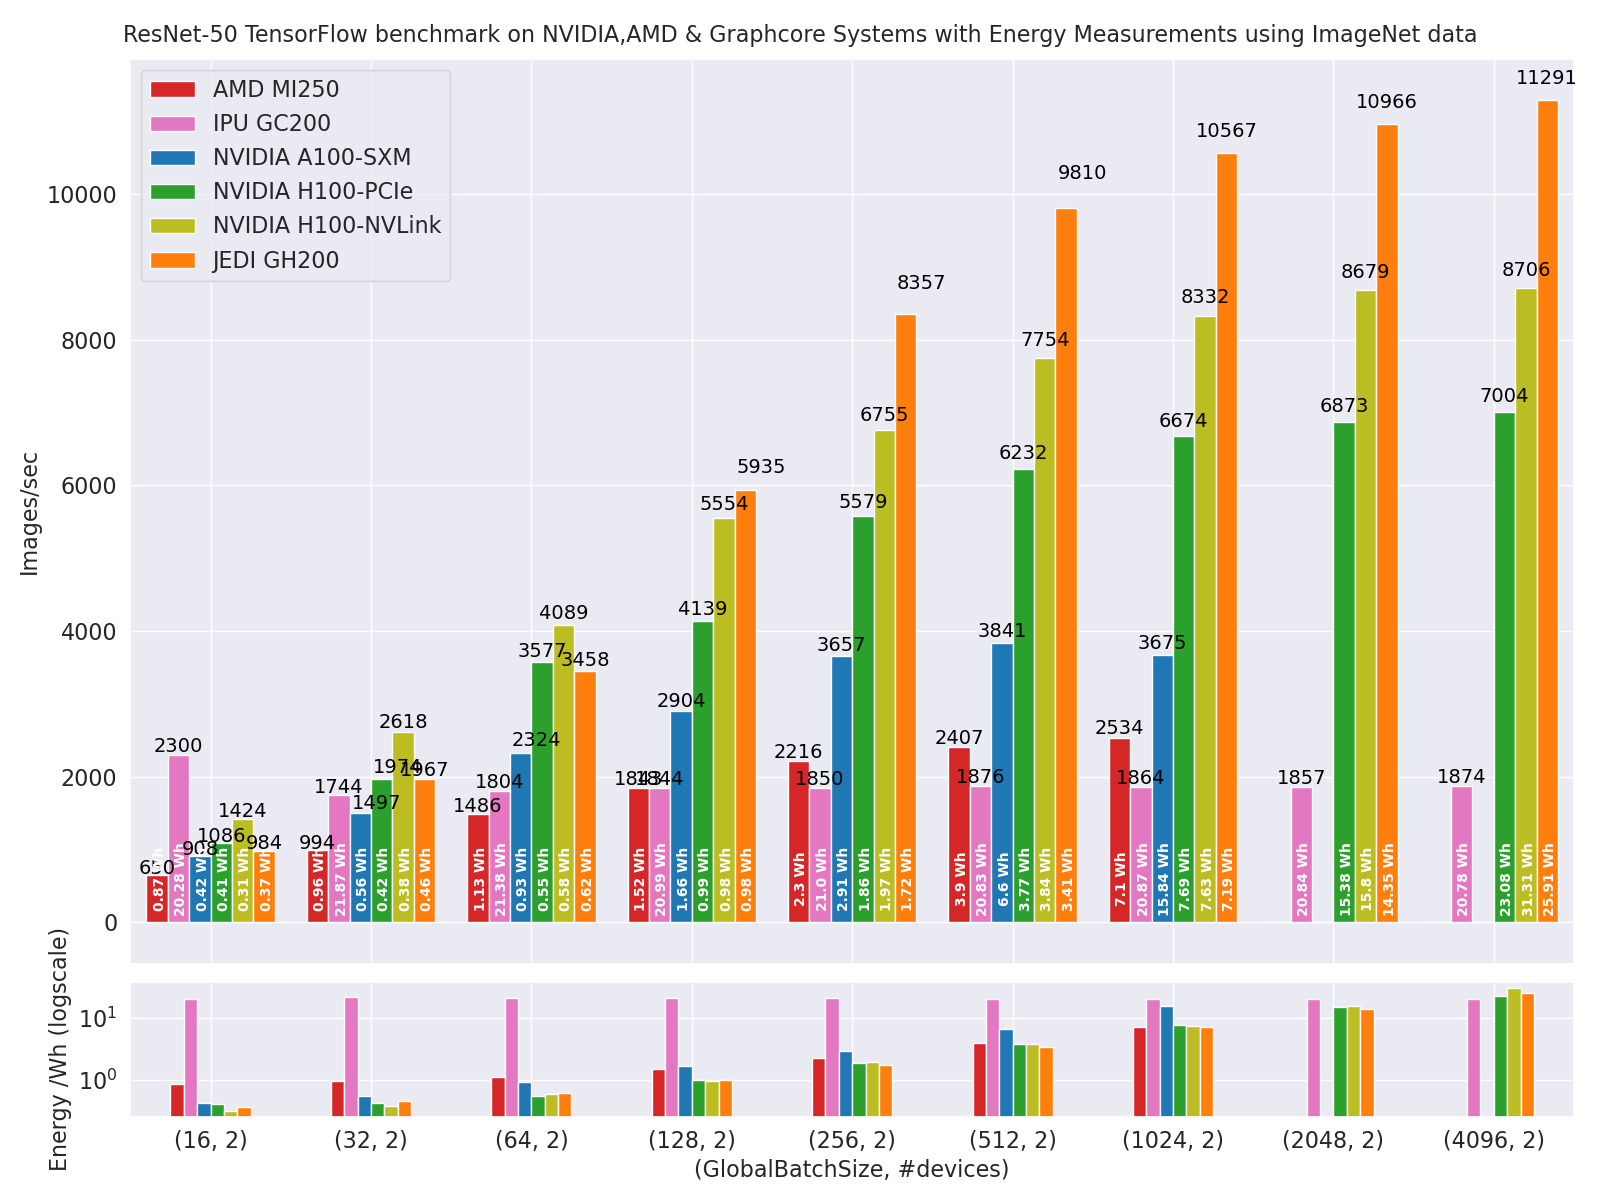 ResNet-50 TensorFlow benchmark on NVIDIA,AMD & Graphcore Systems with Energy Measurements using ImageNet data
AMD MI250
IPU GC200
NVIDIA A100-SXM
NVIDIA H100-PCIe
NVIDIA H100-NVLink
JEDI GH200
Images/sec
10000
8000
6000
4000
2000
0
650
2300
908
1086
1424
984
994
1744
1497
1974
2618
1967
1486
1804
2324
3577
4089
3458
1843
1844
2904
4139
5554
5935
2216
1850
3657
5579
6755
8357
2407
1876
3841
6232
7754
9810
2534
1864
3675
6674
8332
10567
1857
6873
8679
10966
1874
7004
8706
11291
0.87 Wh
20.28 Wh
0.42 Wh
0.41 Wh
0.31 Wh
0.37 Wh
0.96 Wh
21.87 Wh
0.56 Wh
0.42 Wh
0.38 Wh
0.46 Wh
1.13 Wh
21.38 Wh
0.93 Wh
0.55 Wh
0.58 Wh
0.62 Wh
1.52 Wh
20.99 Wh
1.66 Wh
0.99 Wh
0.98 Wh
0.98 Wh
2.3 Wh
21.0 Wh
2.91 Wh
1.86 Wh
1.97 Wh
1.72 Wh
3.9 Wh
20.83 Wh
6.6 Wh
3.77 Wh
3.84 Wh
3.41 Wh
7.1 Wh
20.87 Wh
15.84 Wh
7.69 Wh
7.63 Wh
7.19 Wh
20.84 Wh
15.38 Wh
15.8 Wh
14.35 Wh
20.78 Wh
23.08 Wh
31.31 Wh
25.91 Wh
Energy /Wh (logscale)
10¹
10⁰
(16, 2)
(32, 2)
(64, 2)
(128, 2)
(256, 2)
(512, 2)
(1024, 2)
(2048, 2)
(4096, 2)
(GlobalBatchSize, #devices)